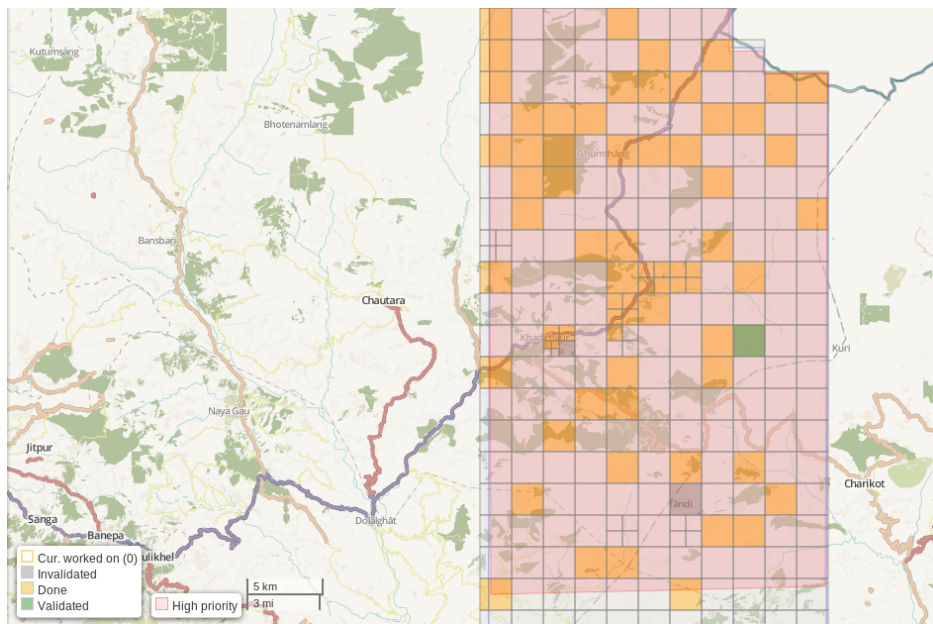 Kutumsang
Bhotenamlang
Ghumthang
Bansbari
Chautara
Kuri
Naya Gau
Jitpur
Charikot
Sanga
Banepa
Dolalghat
ulikhel
Cur. worked on (0)
Invalidated
Done
Validated
High priority
5 km
3 mi